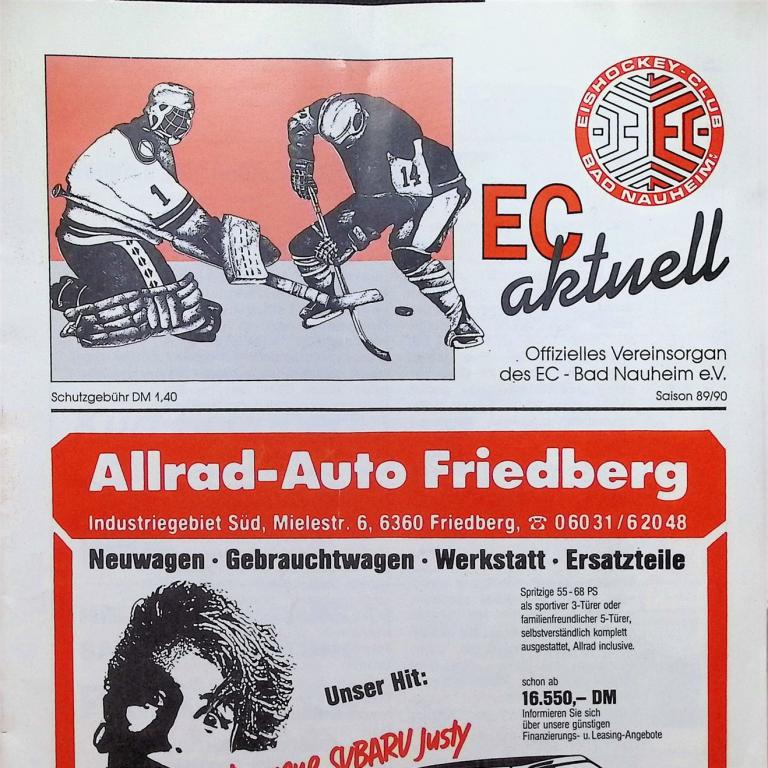 EISHOCKEY-CLUB
BAD NAUHEIM
EC
1
14
EC
aktuell
Offizielles Vereinsorgan
des EC - Bad Nauheim e.V.
Schutzgebühr DM 1,40
Saison 89/90
Allrad-Auto Friedberg
Industriegebiet Süd, Mielestr. 6, 6360 Friedberg, ☎ 06031/62048
Neuwagen · Gebrauchtwagen · Werkstatt · Ersatzteile
Spritzige 55-68 PS
als sportiver 3-Türer oder
familienfreundlicher 5-Türer,
selbstverständlich komplett
ausgestattet, Allrad inclusive.
Unser Hit:
schon ab
16.550,– DM
Informieren Sie sich
über unsere günstigen
Finanzierungs- u. Leasing-Angebote
neue SUBARU Justy